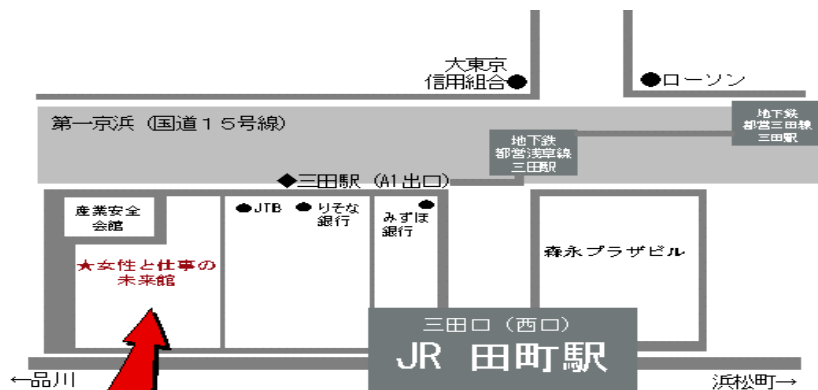 大東京
信用組合●
●ローソン
第一京浜（国道１５号線）
地下鉄
都営浅草線
三田駅
地下鉄
都営三田線
三田駅
◆三田駅（A1出口）
産業安全
会館
●JTB
●りそな
銀行
みずほ
銀行
森永プラザビル
★女性と仕事の
未来館
三田口（西口）
JR 田町駅
←品川
浜松町→